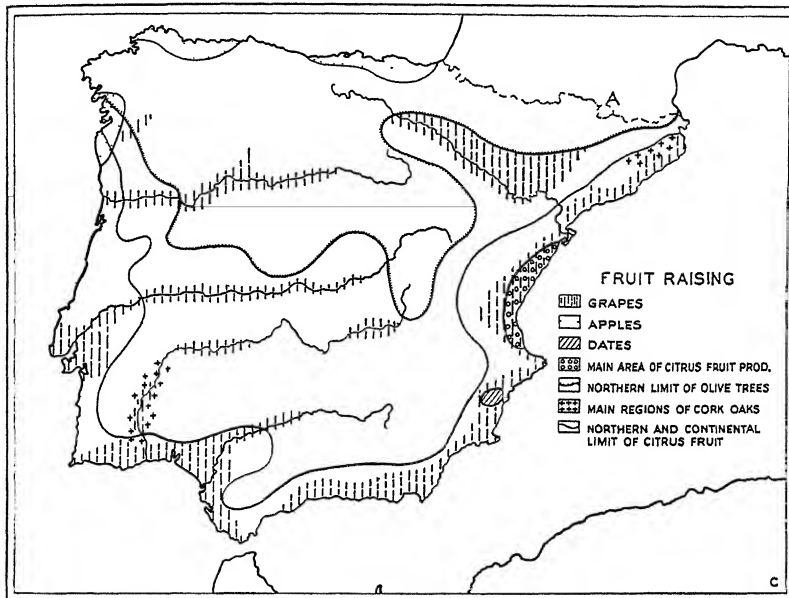 A
FRUIT RAISING
GRAPES
APPLES
DATES
MAIN AREA OF CITRUS FRUIT PROD.
NORTHERN LIMIT OF OLIVE TREES
MAIN REGIONS OF CORK OAKS
NORTHERN AND CONTINENTAL
LIMIT OF CITRUS FRUIT
C